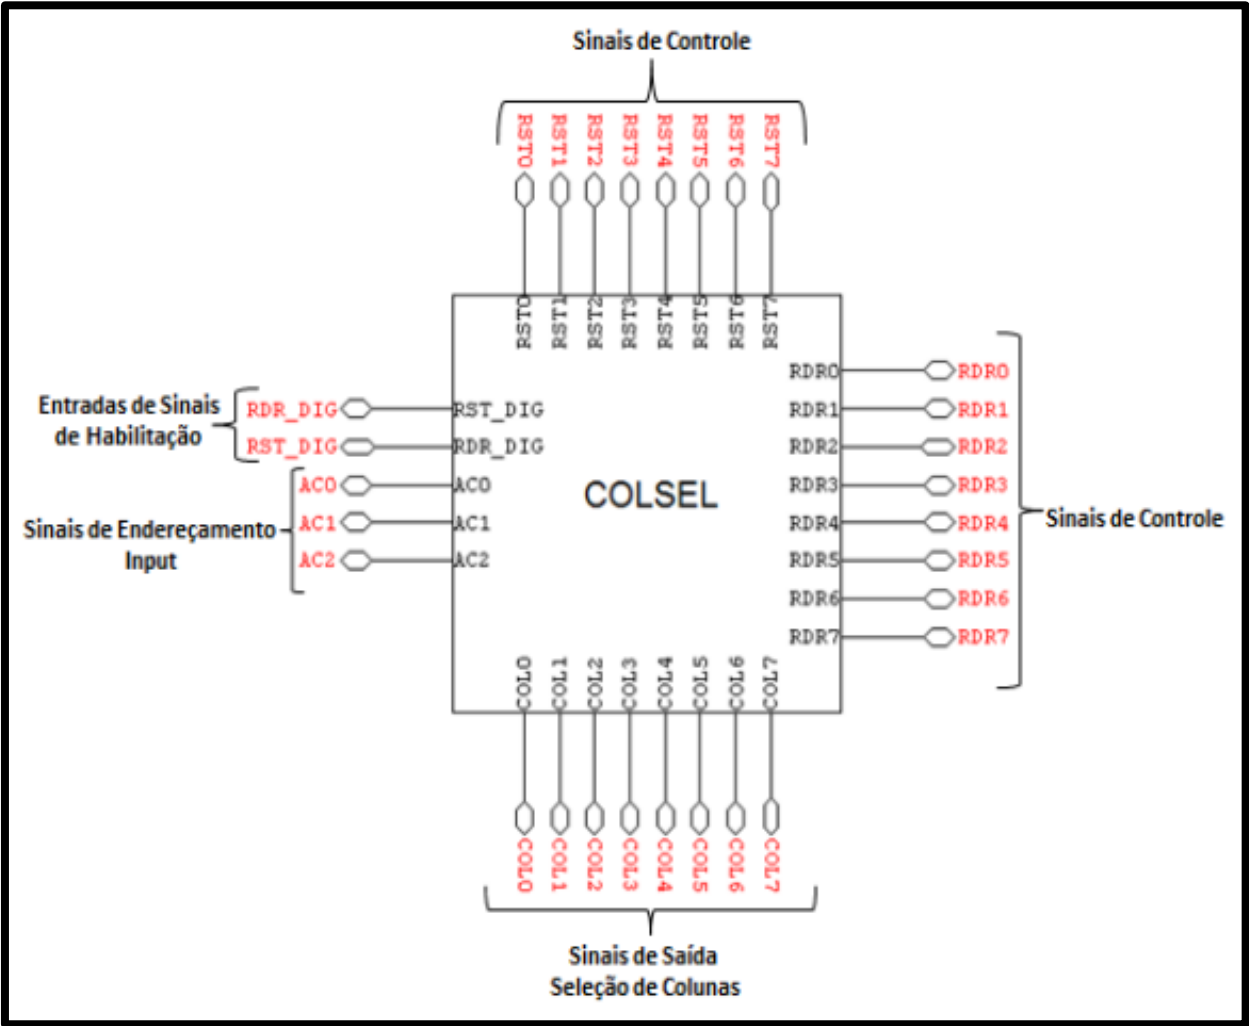 Sinais de Controle
RST0 RST1 RST2 RST3 RST4 RST5 RST6 RST7
RST0 RST1 RST2 RST3 RST4 RST5 RST6 RST7
Entradas de Sinais
de Habilitação
RDR_DIG
RST_DIG
Sinais de Endereçamento
Input
AC0
AC1
AC2
RST_DIG
RDR_DIG
AC0
AC1
AC2
COLSEL
RDR0
RDR1
RDR2
RDR3
RDR4
RDR5
RDR6
RDR7
RDR0
RDR1
RDR2
RDR3
RDR4
RDR5
RDR6
RDR7
Sinais de Controle
COL0 COL1 COL2 COL3 COL4 COL5 COL6 COL7
COL0 COL1 COL2 COL3 COL4 COL5 COL6 COL7
Sinais de Saída
Seleção de Colunas